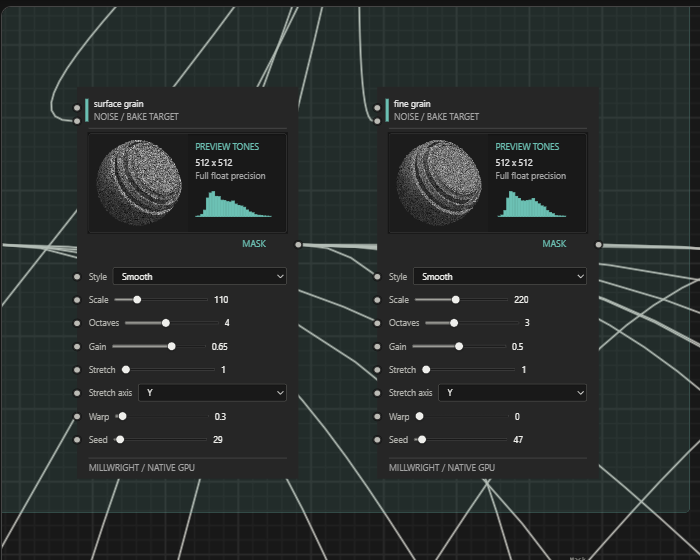 surface grain
NOISE / BAKE TARGET
PREVIEW TONES
512 x 512
Full float precision
MASK
Style Smooth
Scale 110
Octaves 4
Gain 0.65
Stretch 1
Stretch axis Y
Warp 0.3
Seed 29
MILLWRIGHT / NATIVE GPU
fine grain
NOISE / BAKE TARGET
PREVIEW TONES
512 x 512
Full float precision
MASK
Style Smooth
Scale 220
Octaves 3
Gain 0.5
Stretch 1
Stretch axis Y
Warp 0
Seed 47
MILLWRIGHT / NATIVE GPU